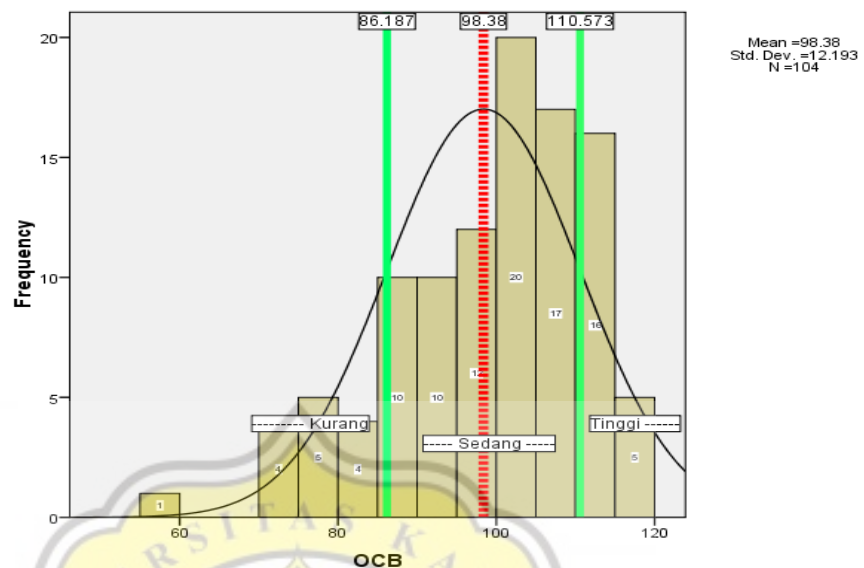 86.187 98.38 110.573
Mean =98.38
Std. Dev. =12.193
N =104
Frequency
20
15
10
5
0
1
4
5
4
10
10
12
20
17
16
5
-------- Kurang
---- Sedang -----
Tinggi -----
RSITAS KA
60 80 100 120
OCB